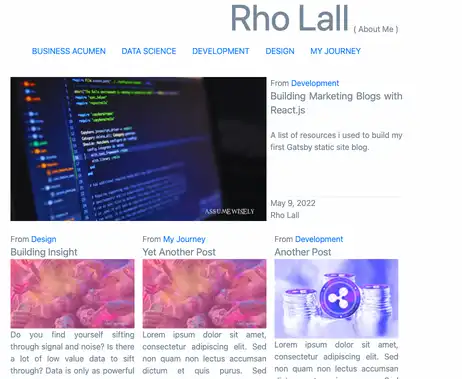 Rho Lall ( About Me )
BUSINESS ACUMEN DATA SCIENCE DEVELOPMENT DESIGN MY JOURNEY
From Development
Building Marketing Blogs with
React.js
A list of resources i used to build my
first Gatsby static site blog.
ASSUME WISELY
May 9, 2022
Rho Lall
From Design
Building Insight
Do you find yourself sifting
through signal and noise? Is there
a lot of low value data to sift
through? Data is only as powerful
From My Journey
Yet Another Post
Lorem ipsum dolor sit amet,
consectetur adipiscing elit. Sed
non quam non lectus accumsan
dictum et quis purus. Sed
From Development
Another Post
Lorem ipsum dolor sit amet,
consectetur adipiscing elit. Sed
non quam non lectus accumsan